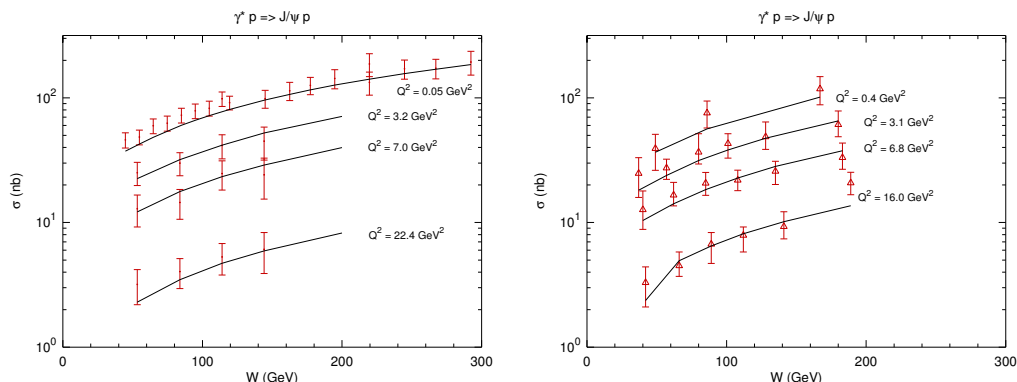 γ* p => J/ψ p
σ (nb)
10²
10¹
10⁰
0
100
200
300
W (GeV)
Q² = 0.05 GeV²
Q² = 3.2 GeV²
Q² = 7.0 GeV²
Q² = 22.4 GeV²
γ* p => J/ψ p
σ (nb)
10²
10¹
10⁰
0
100
200
300
W (GeV)
Q² = 0.4 GeV²
Q² = 3.1 GeV²
Q² = 6.8 GeV²
Q² = 16.0 GeV²